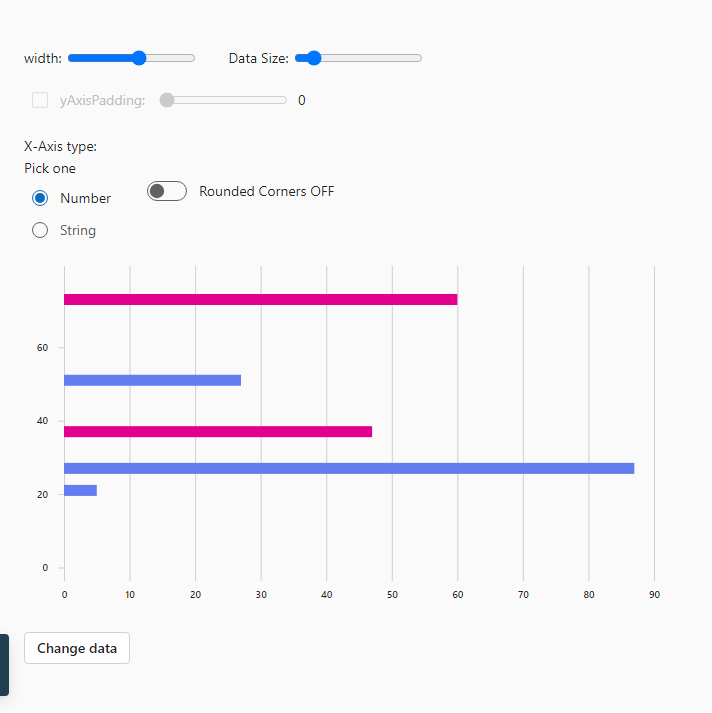 width: Data Size:
yAxisPadding: 0
X-Axis type:
Pick one
Number
Rounded Corners OFF
String
60
40
20
0
0 10 20 30 40 50 60 70 80 90
Change data